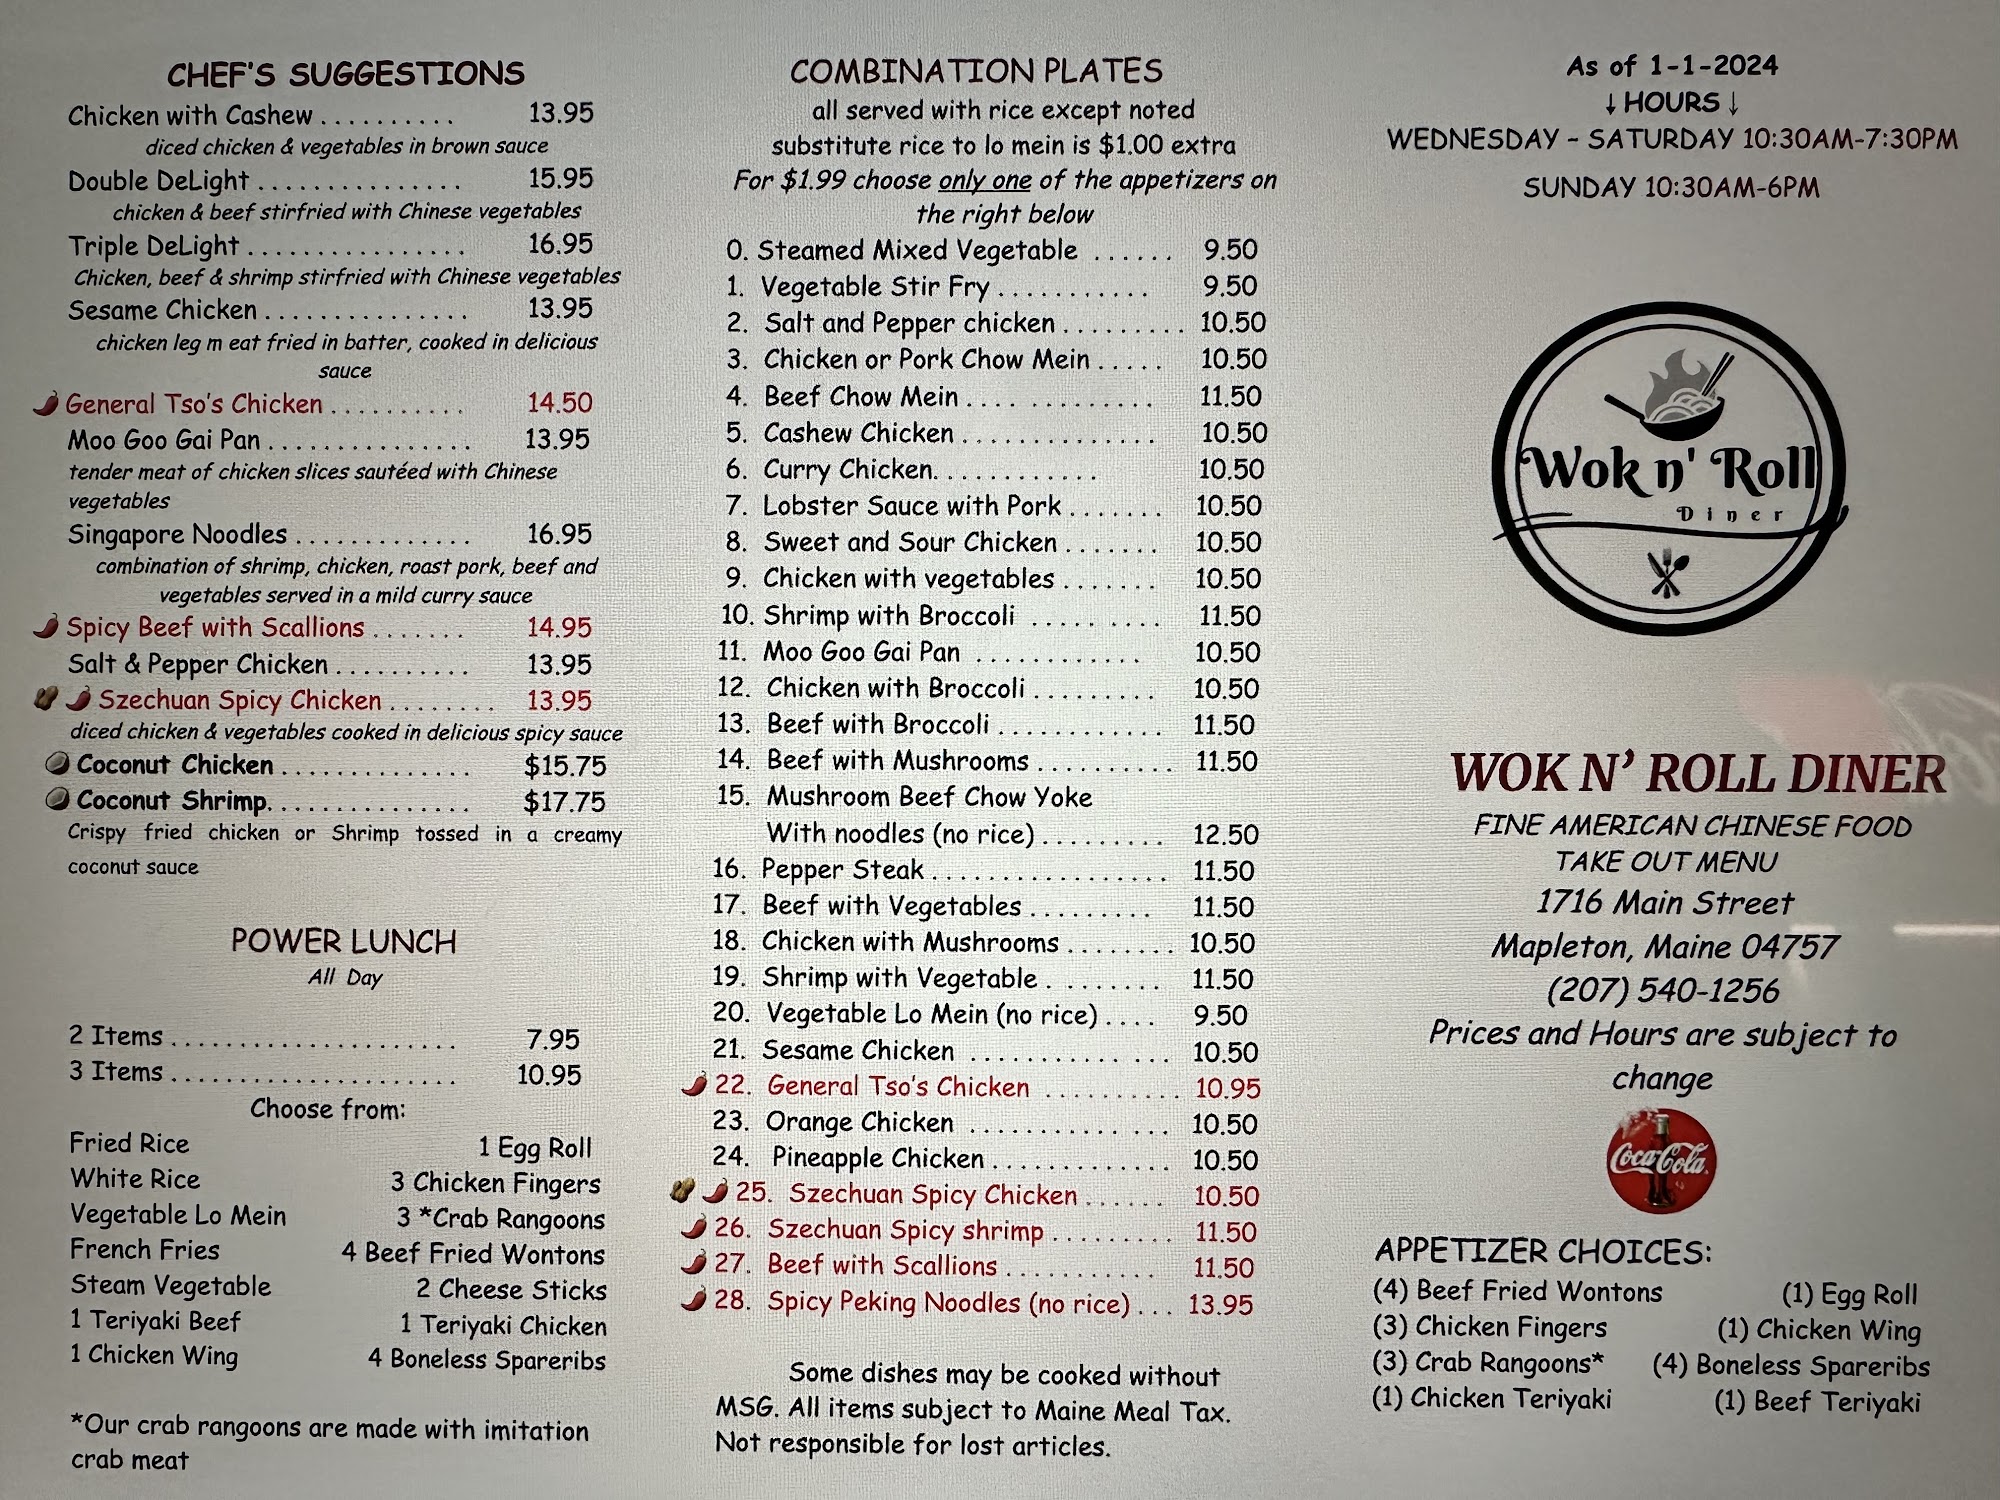 CHEF'S SUGGESTIONS
Chicken with Cashew . . . . . . . . . . 13.95
diced chicken & vegetables in brown sauce
Double DeLight . . . . . . . . . . . . . . . 15.95
chicken & beef stirfried with Chinese vegetables
Triple DeLight . . . . . . . . . . . . . . . . 16.95
Chicken, beef & shrimp stirfried with Chinese vegetables
Sesame Chicken . . . . . . . . . . . . . . . 13.95
chicken leg m eat fried in batter, cooked in delicious
sauce
General Tso's Chicken . . . . . . . . . . 14.50
Moo Goo Gai Pan . . . . . . . . . . . . . . . 13.95
tender meat of chicken slices sautéed with Chinese
vegetables
Singapore Noodles . . . . . . . . . . . . . 16.95
combination of shrimp, chicken, roast pork, beef and
vegetables served in a mild curry sauce
Spicy Beef with Scallions . . . . . . . 14.95
Salt & Pepper Chicken . . . . . . . . . . 13.95
Szechuan Spicy Chicken . . . . . . . . 13.95
diced chicken & vegetables cooked in delicious spicy sauce
Coconut Chicken . . . . . . . . . . . . . . $15.75
Coconut Shrimp. . . . . . . . . . . . . . . $17.75
Crispy fried chicken or Shrimp tossed in a creamy
coconut sauce
POWER LUNCH
All Day
2 Items . . . . . . . . . . . . . . . . . . . . . 7.95
3 Items . . . . . . . . . . . . . . . . . . . . . 10.95
Choose from:
Fried Rice 1 Egg Roll
White Rice 3 Chicken Fingers
Vegetable Lo Mein 3 *Crab Rangoons
French Fries 4 Beef Fried Wontons
Steam Vegetable 2 Cheese Sticks
1 Teriyaki Beef 1 Teriyaki Chicken
1 Chicken Wing 4 Boneless Spareribs
*Our crab rangoons are made with imitation
crab meat
COMBINATION PLATES
all served with rice except noted
substitute rice to lo mein is $1.00 extra
For $1.99 choose only one of the appetizers on
the right below
0. Steamed Mixed Vegetable . . . . . . 9.50
1. Vegetable Stir Fry . . . . . . . . . . . 9.50
2. Salt and Pepper chicken . . . . . . . . . 10.50
3. Chicken or Pork Chow Mein . . . . . 10.50
4. Beef Chow Mein . . . . . . . . . . . . . 11.50
5. Cashew Chicken . . . . . . . . . . . . . . 10.50
6. Curry Chicken. . . . . . . . . . . . . 10.50
7. Lobster Sauce with Pork . . . . . . . 10.50
8. Sweet and Sour Chicken . . . . . . . 10.50
9. Chicken with vegetables . . . . . . . 10.50
10. Shrimp with Broccoli . . . . . . . . . 11.50
11. Moo Goo Gai Pan . . . . . . . . . . . . 10.50
12. Chicken with Broccoli . . . . . . . . . 10.50
13. Beef with Broccoli . . . . . . . . . . . . 11.50
14. Beef with Mushrooms . . . . . . . . . . 11.50
15. Mushroom Beef Chow Yoke
With noodles (no rice) . . . . . . . . . 12.50
16. Pepper Steak . . . . . . . . . . . . . . . . . 11.50
17. Beef with Vegetables . . . . . . . . . 11.50
18. Chicken with Mushrooms . . . . . . . . 10.50
19. Shrimp with Vegetable . . . . . . . . 11.50
20. Vegetable Lo Mein (no rice) . . . . 9.50
21. Sesame Chicken . . . . . . . . . . . . . . 10.50
22. General Tso's Chicken . . . . . . . . . . 10.95
23. Orange Chicken . . . . . . . . . . . . . . 10.50
24. Pineapple Chicken . . . . . . . . . . . . . 10.50
25. Szechuan Spicy Chicken . . . . . . 10.50
26. Szechuan Spicy shrimp . . . . . . . . . 11.50
27. Beef with Scallions . . . . . . . . . . . 11.50
28. Spicy Peking Noodles (no rice) . . . 13.95
Some dishes may be cooked without
MSG. All items subject to Maine Meal Tax.
Not responsible for lost articles.
As of 1-1-2024
↓HOURS↓
WEDNESDAY - SATURDAY 10:30AM-7:30PM
SUNDAY 10:30AM-6PM
Wok n' Roll
Diner
WOK N' ROLL DINER
FINE AMERICAN CHINESE FOOD
TAKE OUT MENU
1716 Main Street
Mapleton, Maine 04757
(207) 540-1256
Prices and Hours are subject to
change
Coca-Cola
APPETIZER CHOICES:
(4) Beef Fried Wontons (1) Egg Roll
(3) Chicken Fingers (1) Chicken Wing
(3) Crab Rangoons* (4) Boneless Spareribs
(1) Chicken Teriyaki (1) Beef Teriyaki